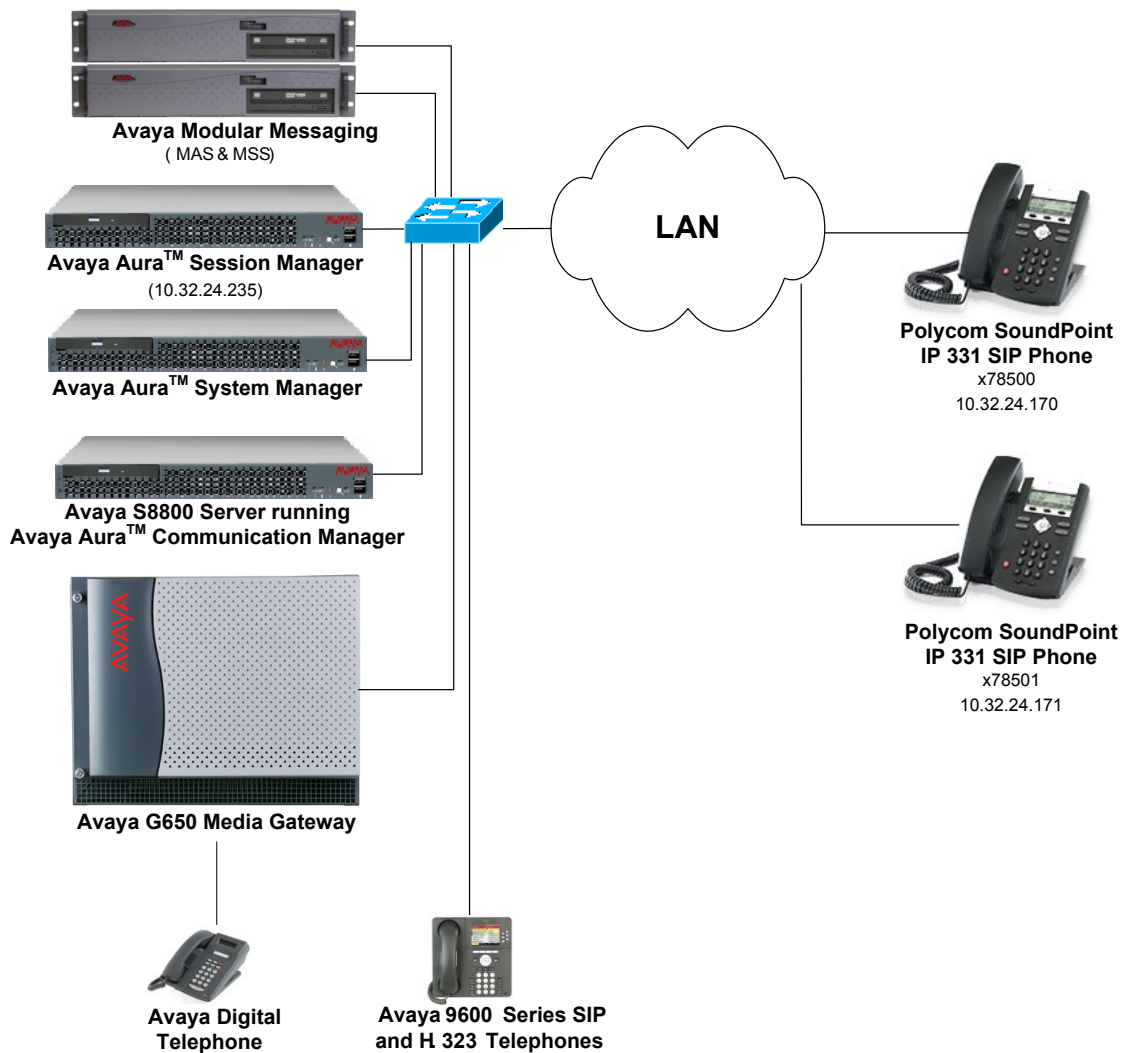 Avaya Modular Messaging
( MAS & MSS)
Avaya Aura™ Session Manager
(10.32.24.235)
Avaya Aura™ System Manager
Avaya S8800 Server running
Avaya Aura™ Communication Manager
AVAYA
Avaya G650 Media Gateway
Avaya Digital
Telephone
Avaya 9600 Series SIP
and H. 323 Telephones
LAN
Polycom SoundPoint
IP 331 SIP Phone
x78500
10.32.24.170
Polycom SoundPoint
IP 331 SIP Phone
x78501
10.32.24.171